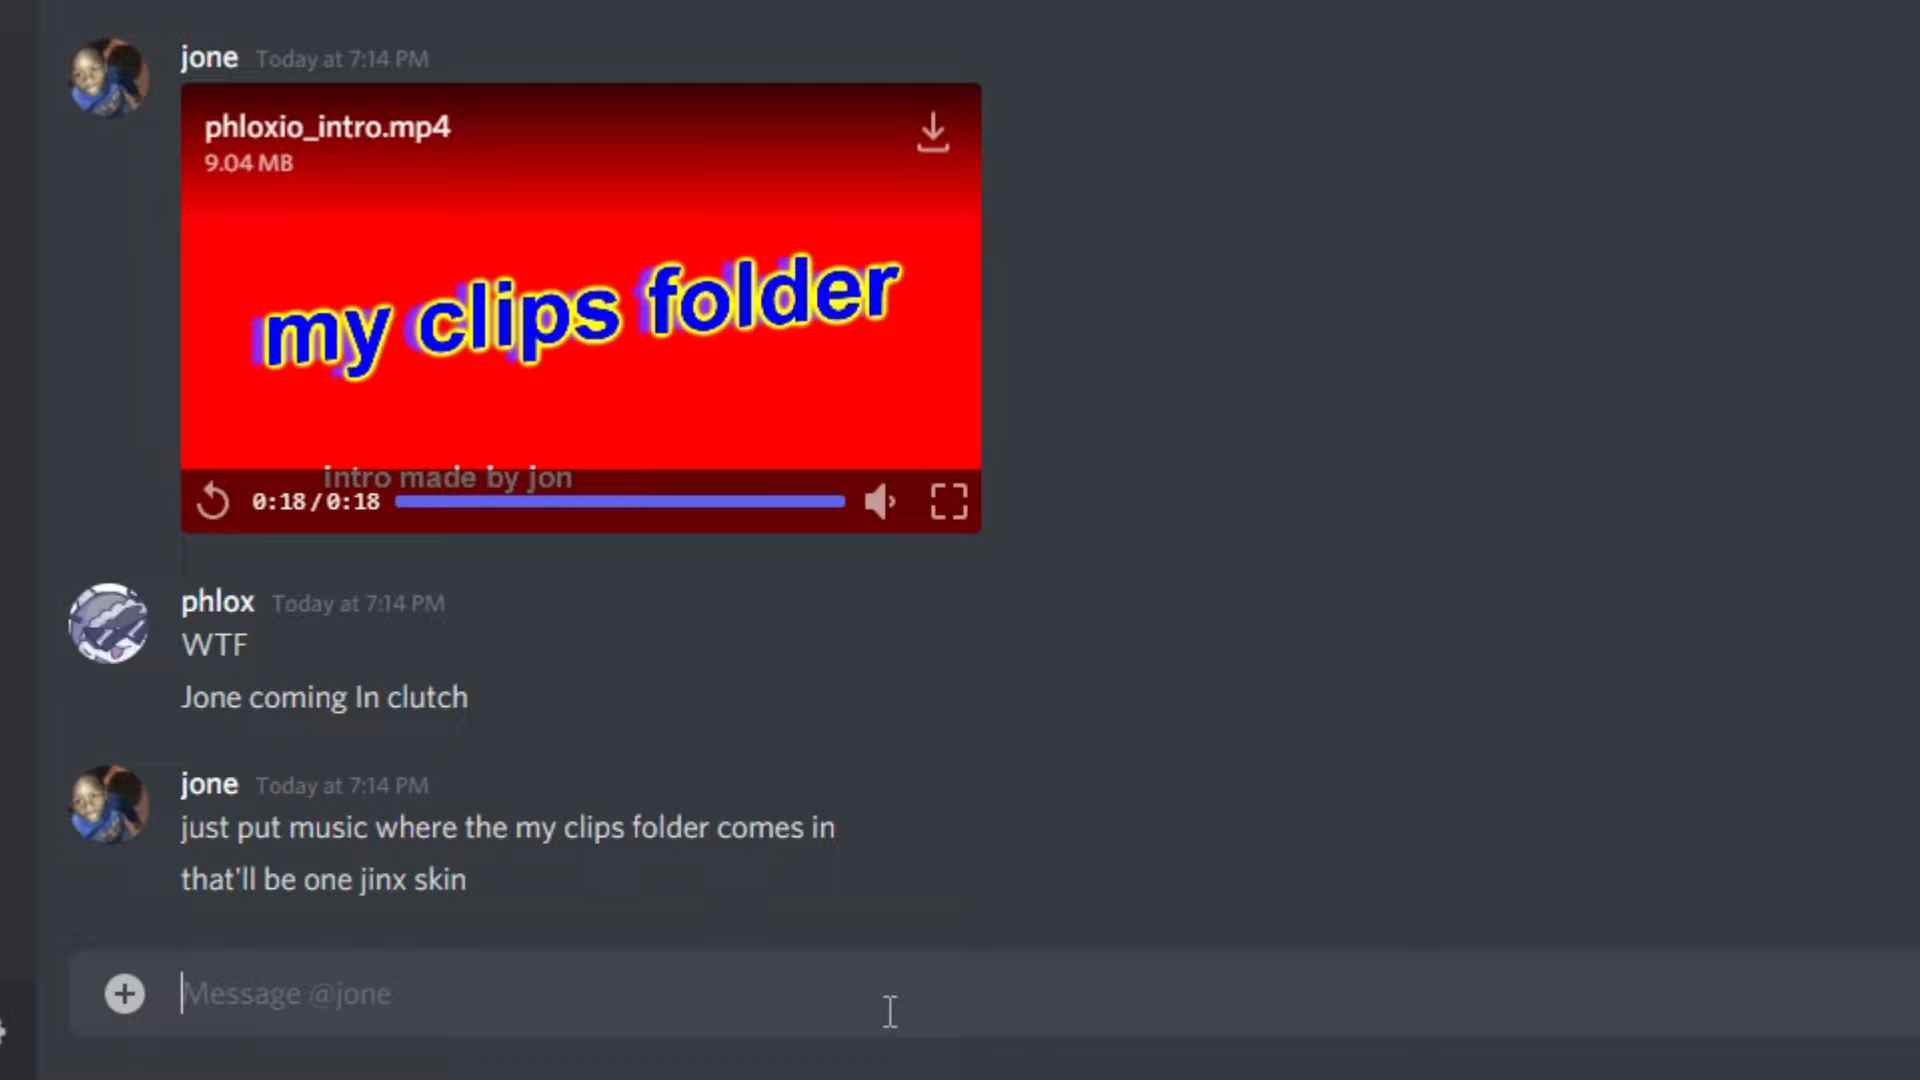 jone Today at 7:14 PM
phloxio_intro.mp4
9.04 MB
my clips folder
intro made by jon
0:18/0:18
phlox Today at 7:14 PM
WTF
Jone coming In clutch
jone Today at 7:14 PM
just put music where the my clips folder comes in
that'll be one jinx skin
Message @jone